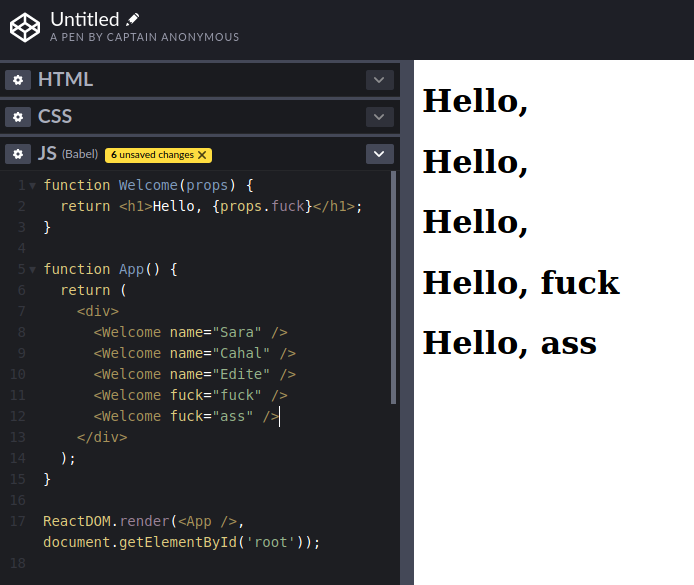 Untitled
A PEN BY CAPTAIN ANONYMOUS
HTML
CSS
JS (Babel) 6 unsaved changes X
1 function Welcome(props) {
2   return <h1>Hello, {props.fuck}</h1>;
3 }
4
5 function App() {
6   return (
7     <div>
8       <Welcome name="Sara" />
9       <Welcome name="Cahal" />
10       <Welcome name="Edite" />
11       <Welcome fuck="fuck" />
12       <Welcome fuck="ass" />
13     </div>
14   );
15 }
16
17 ReactDOM.render(<App />,
document.getElementById('root'));
18
Hello,
Hello,
Hello,
Hello, fuck
Hello, ass